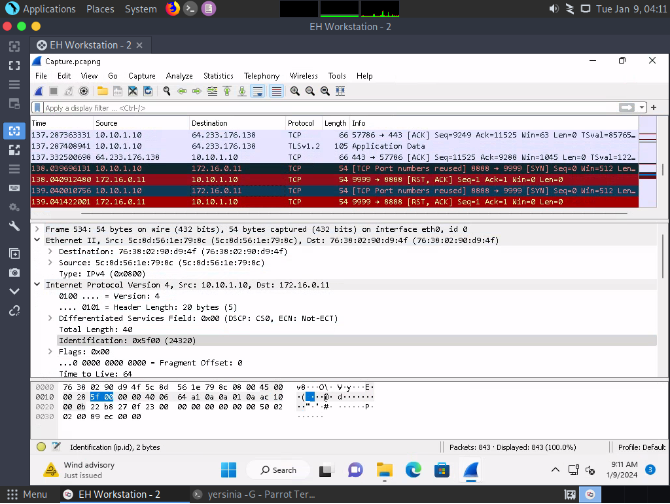 Applications Places System Tue Jan 9, 04:11
EH Workstation - 2
EH Workstation - 2 ×
Capture.pcapng
File Edit View Go Capture Analyze Statistics Telephony Wireless Tools Help
Apply a display filter ... <Ctrl-/>
Time Source Destination Protocol Length Info
137.287363331 10.10.1.10 64.233.176.138 TCP 66 57786 → 443 [ACK] Seq=9249 Ack=11525 Win=63 Len=0 TSval=85765…
137.287408941 10.10.1.10 64.233.176.138 TLSv1.2 105 Application Data
137.332500698 64.233.176.138 10.10.1.10 TCP 66 443 → 57786 [ACK] Seq=11525 Ack=9288 Win=1045 Len=0 TSval=122…
138.039696131 10.10.1.10 172.16.0.11 TCP 54 [TCP Port numbers reused] 8888 → 9999 [SYN] Seq=0 Win=512 Len…
138.040912480 172.16.0.11 10.10.1.10 TCP 54 9999 → 8888 [RST, ACK] Seq=1 Ack=1 Win=0 Len=0
139.040010756 10.10.1.10 172.16.0.11 TCP 54 [TCP Port numbers reused] 8888 → 9999 [SYN] Seq=0 Win=512 Len…
139.041422001 172.16.0.11 10.10.1.10 TCP 54 9999 → 8888 [RST, ACK] Seq=1 Ack=1 Win=0 Len=0
Frame 534: 54 bytes on wire (432 bits), 54 bytes captured (432 bits) on interface eth0, id 0
Ethernet II, Src: 5c:8d:56:1e:79:8c (5c:8d:56:1e:79:8c), Dst: 76:38:02:90:d9:4f (76:38:02:90:d9:4f)
Destination: 76:38:02:90:d9:4f (76:38:02:90:d9:4f)
Source: 5c:8d:56:1e:79:8c (5c:8d:56:1e:79:8c)
Type: IPv4 (0x0800)
Internet Protocol Version 4, Src: 10.10.1.10, Dst: 172.16.0.11
0100 .... = Version: 4
.... 0101 = Header Length: 20 bytes (5)
Differentiated Services Field: 0x00 (DSCP: CS0, ECN: Not-ECT)
Total Length: 40
Identification: 0x5f00 (24320)
Flags: 0x00
...0 0000 0000 0000 = Fragment Offset: 0
Time to Live: 64
0000 76 38 02 90 d9 4f 5c 8d 56 1e 79 8c 08 00 45 00 v8···O\· V·y···E·
0010 00 28 5f 00 00 00 40 06 64 a1 0a 0a 01 0a ac 10 ·(_···@· d·······
0020 00 0b 22 b8 27 0f 23 00 00 00 00 00 00 00 50 02 ··"·'·#· ······P·
0030 02 00 89 ec 00 00 ······
Identification (ip.id), 2 bytes Packets: 843 · Displayed: 843 (100.0%) Profile: Default
Wind advisory
Just issued
Search
9:11 AM
1/9/2024
3
Menu EH Workstation - 2 yersinia -G - Parrot Ter…